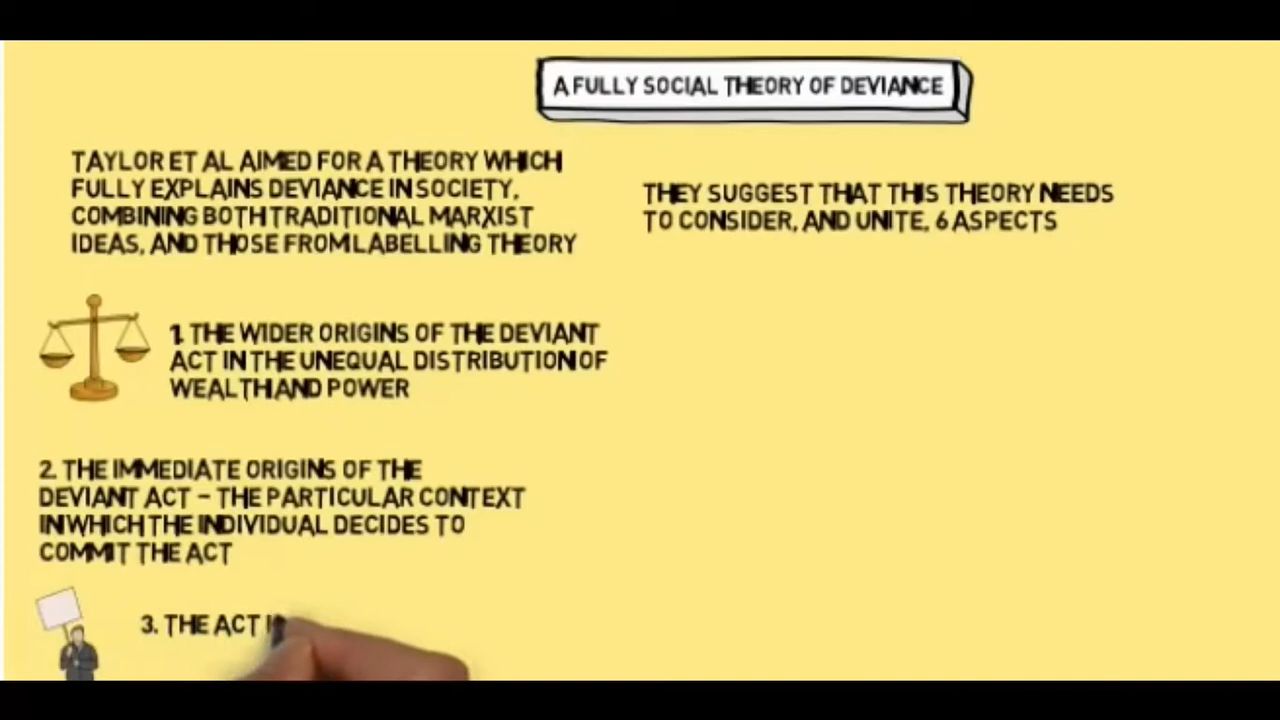 A FULLY SOCIAL THEORY OF DEVIANCE
TAYLOR ET AL AIMED FOR A THEORY WHICH
FULLY EXPLAINS DEVIANCE IN SOCIETY,
COMBINING BOTH TRADITIONAL MARXIST
IDEAS, AND THOSE FROM LABELLING THEORY
THEY SUGGEST THAT THIS THEORY NEEDS
TO CONSIDER, AND UNITE, 6 ASPECTS
1. THE WIDER ORIGINS OF THE DEVIANT
ACT IN THE UNEQUAL DISTRIBUTION OF
WEALTH AND POWER
2. THE IMMEDIATE ORIGINS OF THE
DEVIANT ACT - THE PARTICULAR CONTEXT
IN WHICH THE INDIVIDUAL DECIDES TO
COMMIT THE ACT
3. THE ACT